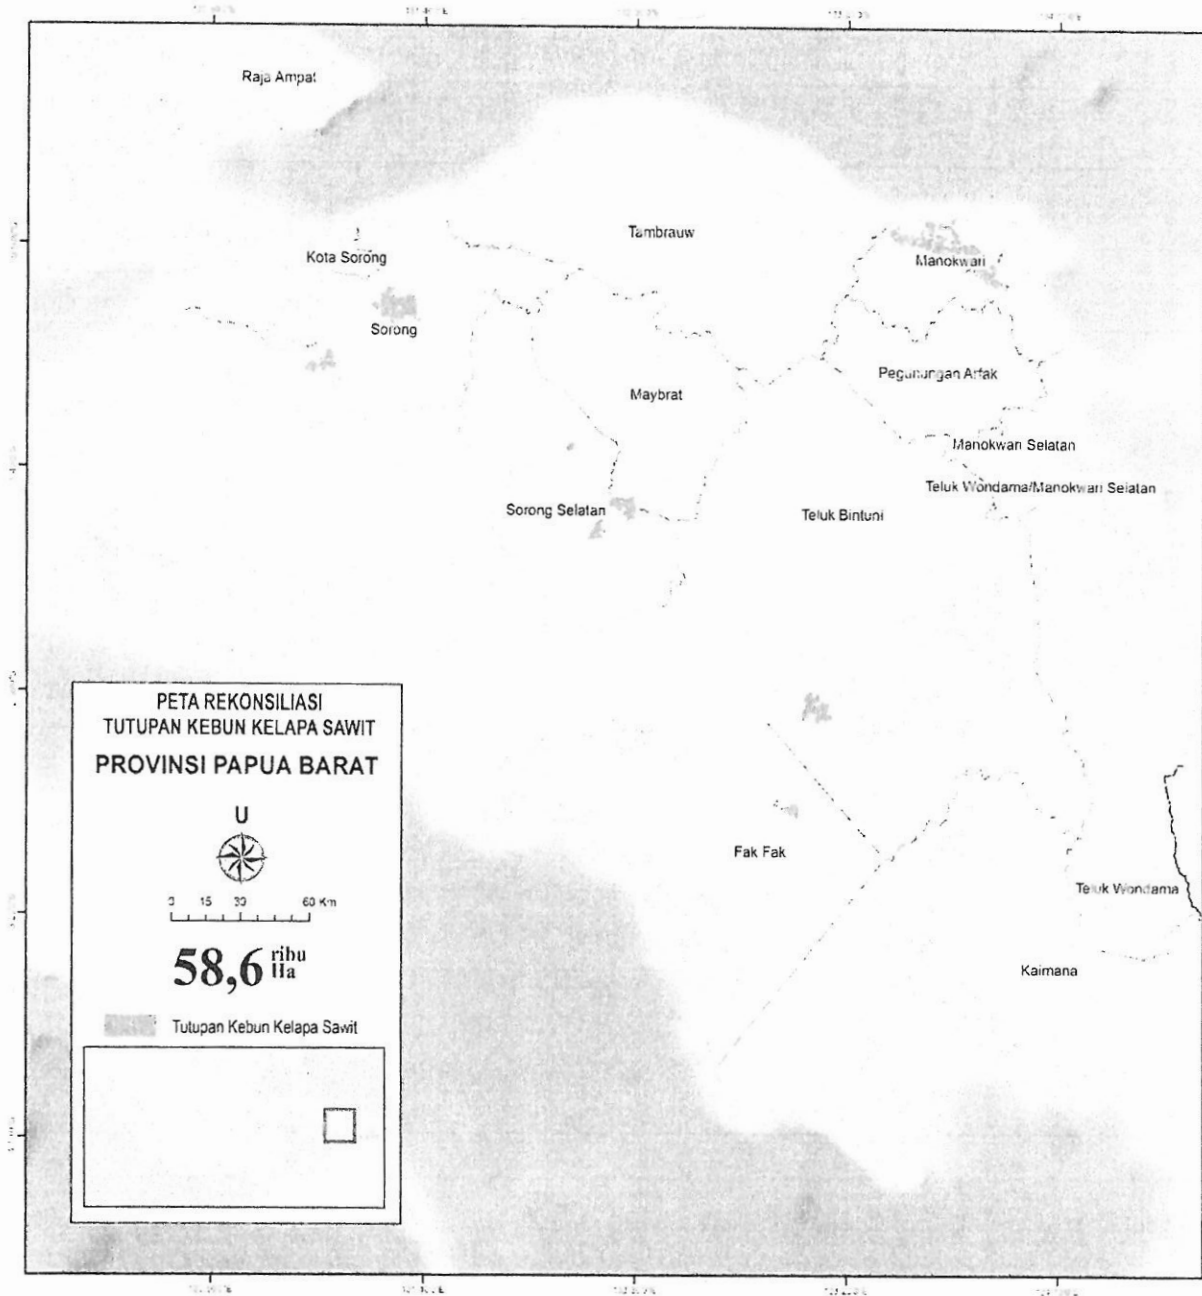 Raja Ampat
Tambrauw
Kota Sorong
Manokwari
Sorong
Pegunungan Arfak
Maybrat
Manokwari Selatan
Teluk Wondama/Manokwari Selatan
Sorong Selatan
Teluk Bintuni
PETA REKONSILIASI
TUTUPAN KEBUN KELAPA SAWIT
PROVINSI PAPUA BARAT
U
0 15 30 60 Km
58,6 ribu Ha
Tutupan Kebun Kelapa Sawit
Fak Fak
Teluk Wondama
Kaimana